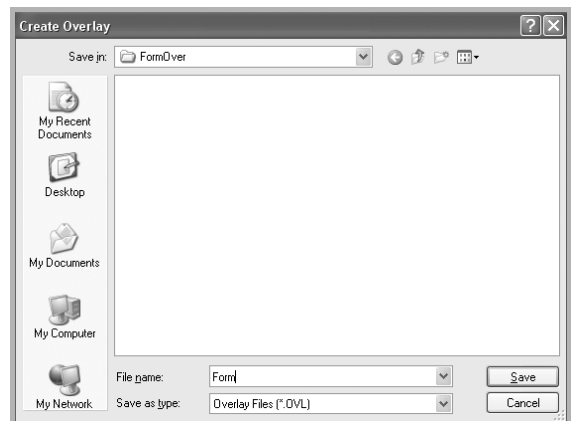 Create Overlay
Save in: FormOver
My Recent
Documents
Desktop
My Documents
My Computer
My Network
File name: Form
Save
Save as type: Overlay Files (*.OVL)
Cancel